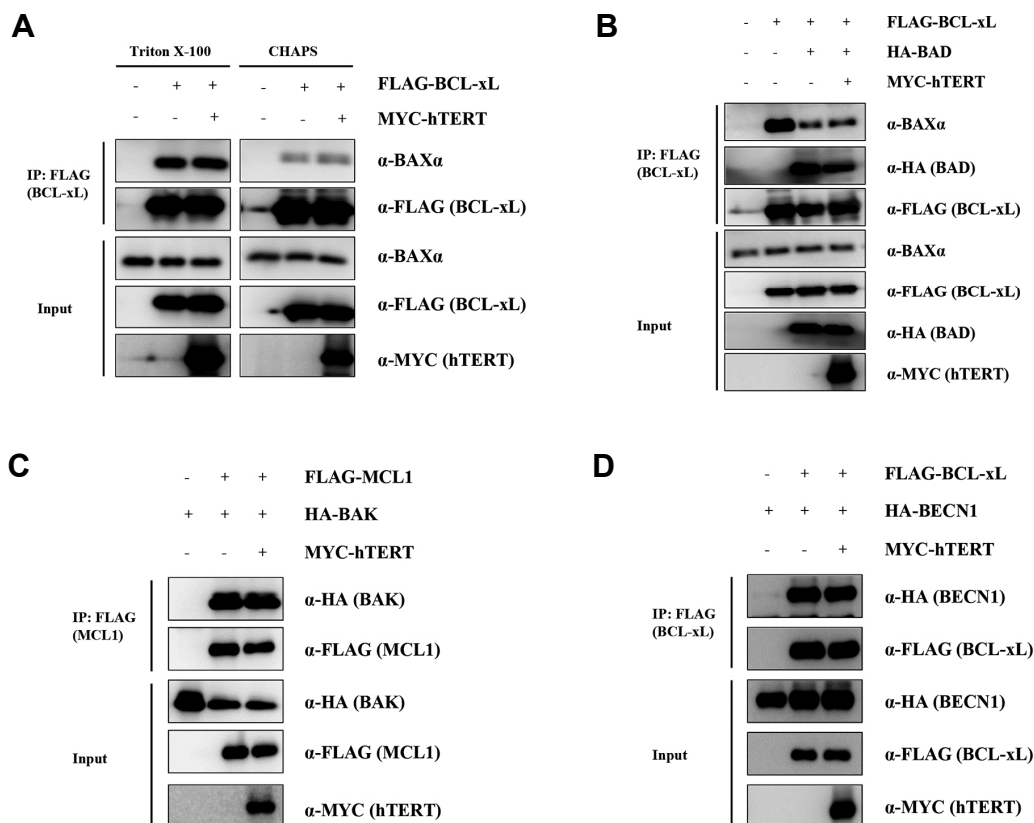 A
Triton X-100 CHAPS
- + + - + + FLAG-BCL-xL
- - + - - + MYC-hTERT
IP: FLAG
(BCL-xL)
α-BAXα
α-FLAG (BCL-xL)
Input
α-BAXα
α-FLAG (BCL-xL)
α-MYC (hTERT)
B
- + + + FLAG-BCL-xL
- - + + HA-BAD
- - - + MYC-hTERT
IP: FLAG
(BCL-xL)
α-BAXα
α-HA (BAD)
α-FLAG (BCL-xL)
Input
α-BAXα
α-FLAG (BCL-xL)
α-HA (BAD)
α-MYC (hTERT)
C
- + + FLAG-MCL1
+ + + HA-BAK
- - + MYC-hTERT
IP: FLAG
(MCL1)
α-HA (BAK)
α-FLAG (MCL1)
Input
α-HA (BAK)
α-FLAG (MCL1)
α-MYC (hTERT)
D
- + + FLAG-BCL-xL
+ + + HA-BECN1
- - + MYC-hTERT
IP: FLAG
(BCL-xL)
α-HA (BECN1)
α-FLAG (BCL-xL)
Input
α-HA (BECN1)
α-FLAG (BCL-xL)
α-MYC (hTERT)